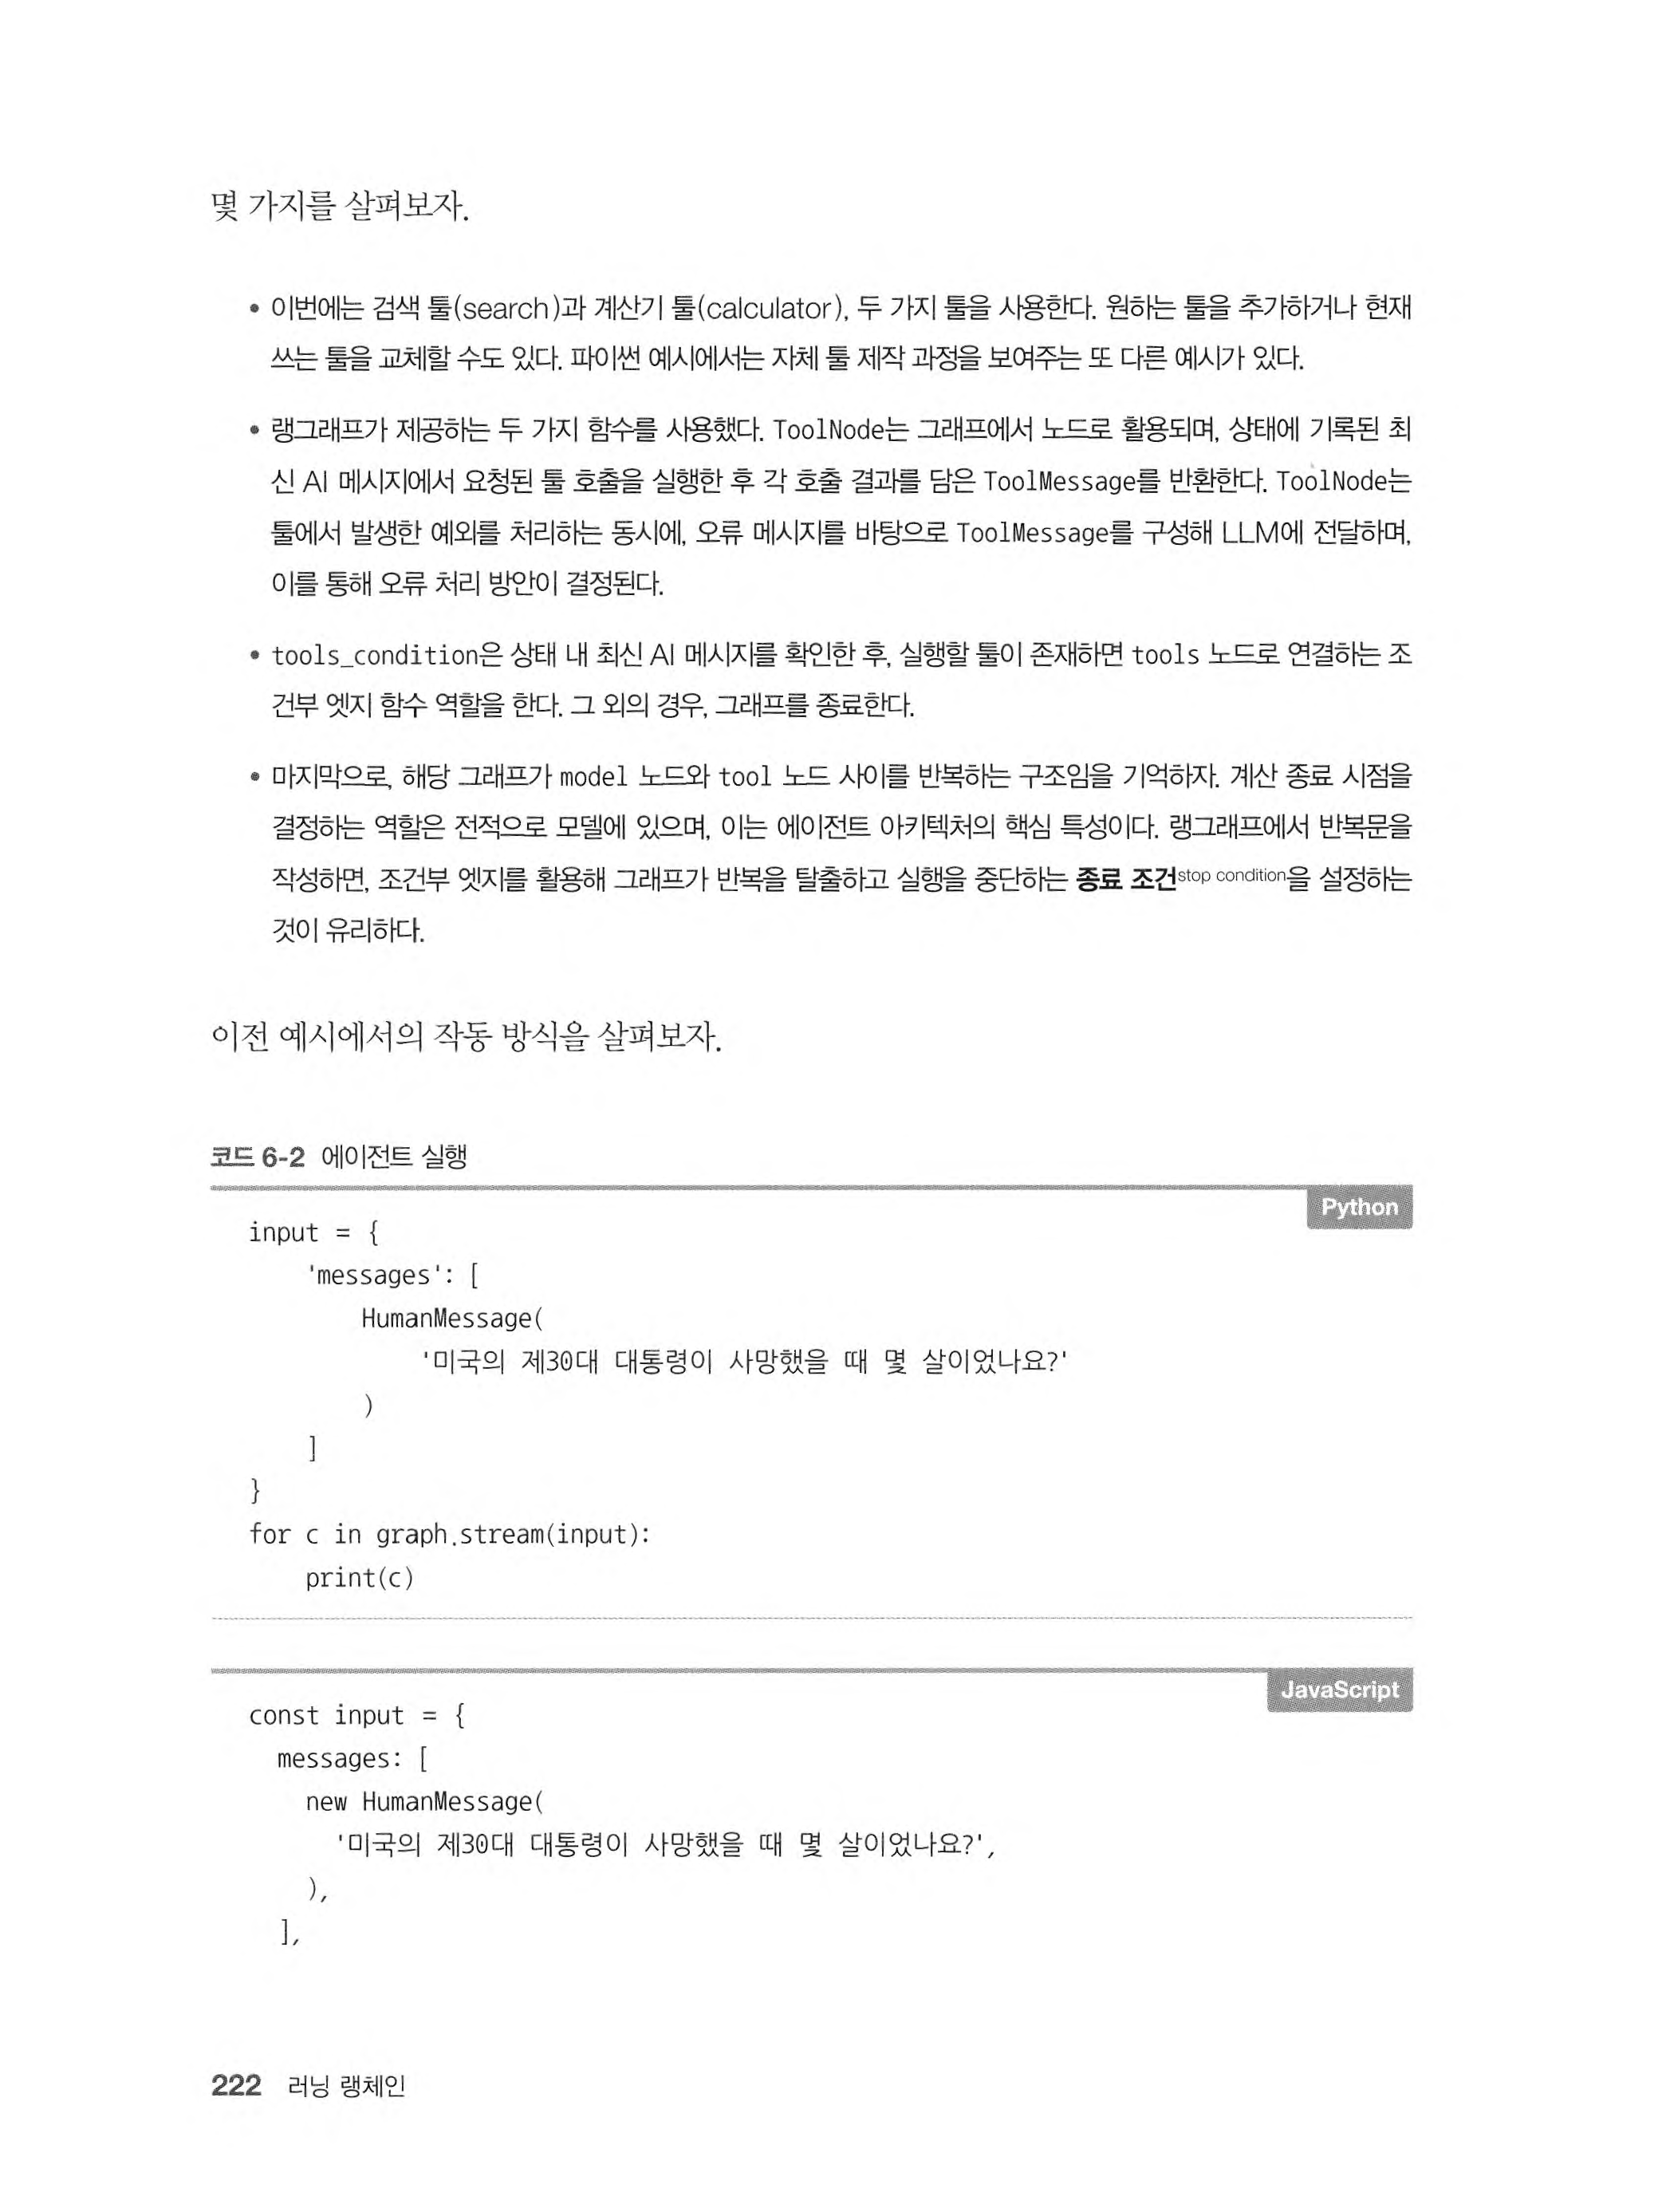 몇 가지를 살펴보자.
• 이번에는 검색 툴(search)과 계산기 툴(calculator), 두 가지 툴을 사용한다. 원하는 툴을 추가하거나 현재
쓰는 툴을 교체할 수도 있다. 파이썬 예시에서는 자체 툴 제작 과정을 보여주는 또 다른 예시가 있다.
• 랭그래프가 제공하는 두 가지 함수를 사용했다. ToolNode는 그래프에서 노드로 활용되며, 상태에 기록된 최
신 AI 메시지에서 요청된 툴 호출을 실행한 후 각 호출 결과를 담은 ToolMessage를 반환한다. ToolNode는
툴에서 발생한 예외를 처리하는 동시에, 오류 메시지를 바탕으로 ToolMessage를 구성해 LLM에 전달하며,
이를 통해 오류 처리 방안이 결정된다.
• tools_condition은 상태 내 최신 AI 메시지를 확인한 후, 실행할 툴이 존재하면 tools 노드로 연결하는 조
건부 엣지 함수 역할을 한다. 그 외의 경우, 그래프를 종료한다.
• 마지막으로, 해당 그래프가 model 노드와 tool 노드 사이를 반복하는 구조임을 기억하자. 계산 종료 시점을
결정하는 역할은 전적으로 모델에 있으며, 이는 에이전트 아키텍처의 핵심 특성이다. 랭그래프에서 반복문을
작성하면, 조건부 엣지를 활용해 그래프가 반복을 탈출하고 실행을 중단하는 종료 조건stop condition을 설정하는
것이 유리하다.
이전 예시에서의 작동 방식을 살펴보자.
코드 6-2 에이전트 실행
Python
input = {
    'messages': [
        HumanMessage(
            '미국의 제30대 대통령이 사망했을 때 몇 살이었나요?'
        )
    ]
}
for c in graph.stream(input):
    print(c)
JavaScript
const input = {
  messages: [
    new HumanMessage(
      '미국의 제30대 대통령이 사망했을 때 몇 살이었나요?',
    ),
  ],
222 러닝 랭체인